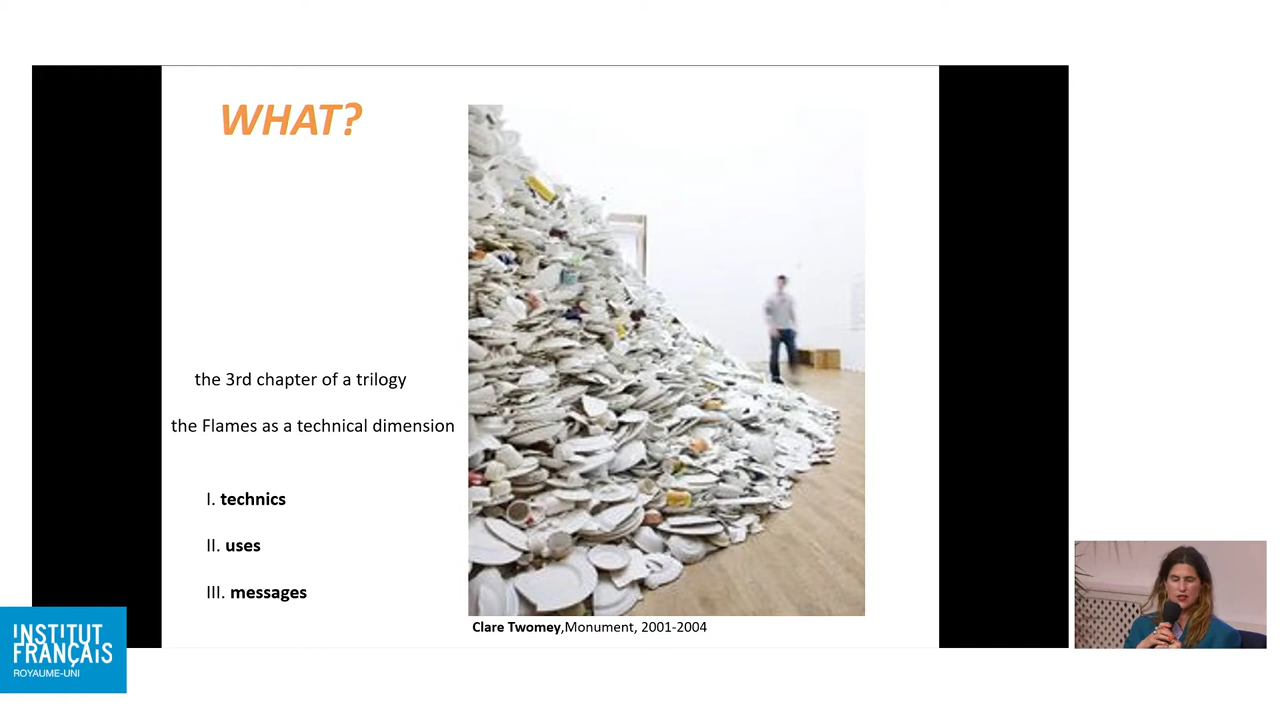 WHAT?
the 3rd chapter of a trilogy
the Flames as a technical dimension
I. technics
II. uses
III. messages
Clare Twomey,Monument, 2001-2004
INSTITUT
FRANÇAIS
ROYAUME-UNI